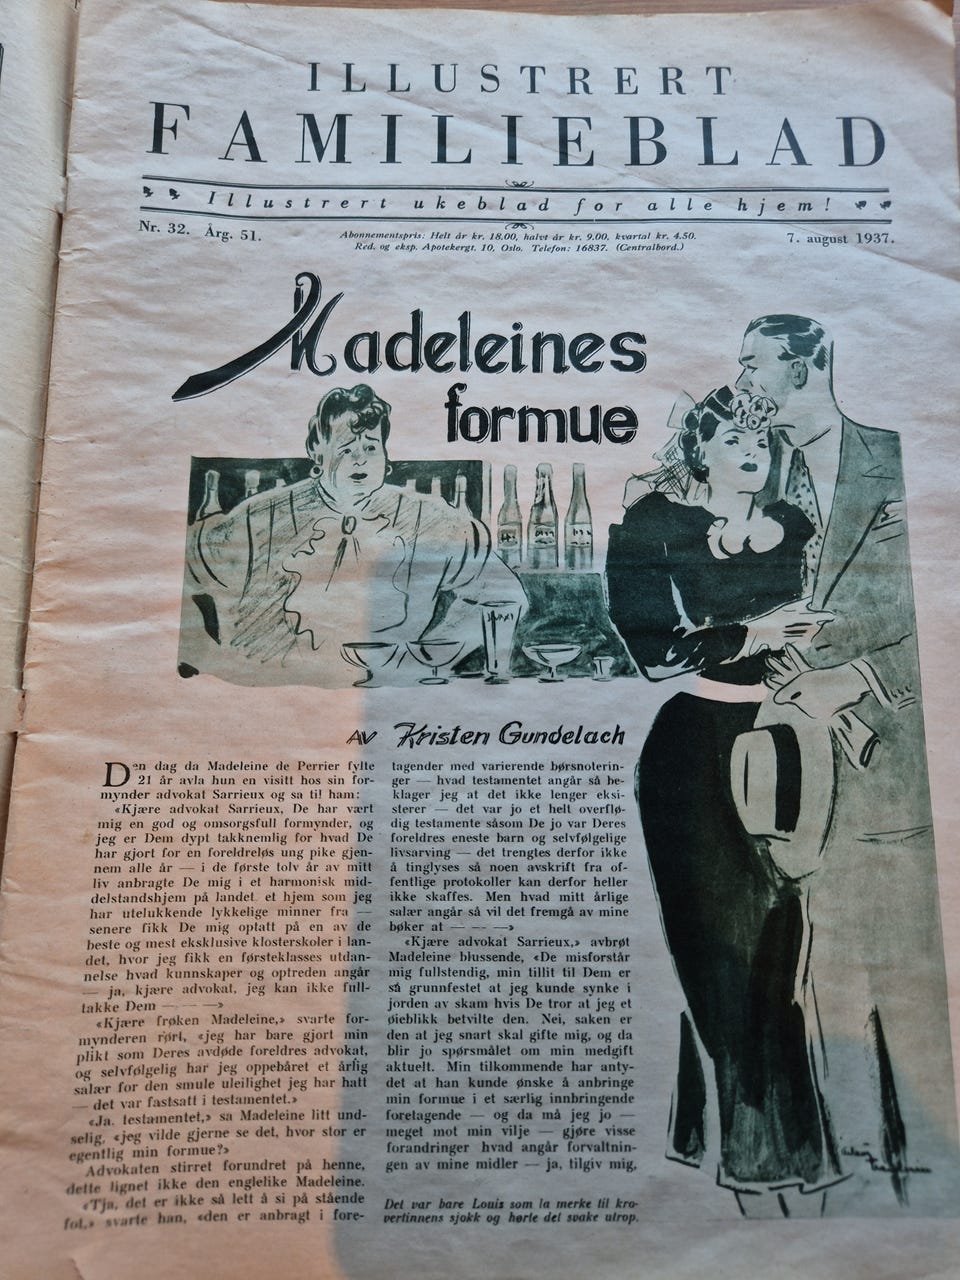 ILLUSTRERT
FAMILIEBLAD
Illustrert ukeblad for alle hjem!
Nr. 32. Årg. 51.
Abonnementspris: Helt år kr. 18.00, halvt år kr. 9.00, kvartal kr. 4.50.
Red. og eksp. Apotekergt. 10, Oslo. Telefon: 16837. (Centralbord.)
7. august 1937.
Madeleines
formue
AV Kristen Gundelach
Den dag da Madeleine de Perrier fylte
21 år avla hun en visitt hos sin for-
mynder advokat Sarrieux og sa til ham:
«Kjære advokat Sarrieux, De har vært
mig en god og omsorgsfull formynder, og
jeg er Dem dypt takknemlig for hvad De
har gjort for en foreldreløs ung pike gjen-
nem alle år — i de første tolv år av mitt
liv anbragte De mig i et harmonisk mid-
delstandshjem på landet, et hjem som jeg
har utelukkende lykkelige minner fra —
senere fikk De mig optatt på en av de
beste og mest eksklusive klosterskoler i lan-
det, hvor jeg fikk en førsteklasses utdan-
nelse hvad kunnskaper og optreden angår
— ja, kjære advokat, jeg kan ikke full-
takke Dem — — —»
«Kjære frøken Madeleine,» svarte for-
mynderen rørt, «jeg har bare gjort min
plikt som Deres avdøde foreldres advokat,
og selvfølgelig har jeg oppebåret et årlig
salær for den smule uleilighet jeg har hatt
— det var fastsatt i testamentet.»
«Ja, testamentet,» sa Madeleine litt und-
selig, «jeg vilde gjerne se det, hvor stor er
egentlig min formue?»
Advokaten stirret forundret på henne,
dette lignet ikke den englelike Madeleine.
«Tja, det er ikke så lett å si på stående
fot,» svarte han, «den er anbragt i fore-
tagender med varierende børsnoterin-
ger — hvad testamentet angår så be-
klager jeg at det ikke lenger eksi-
sterer — det var jo et helt overflø-
dig testamente såsom De jo var Deres
foreldres eneste barn og selvfølgelige
livsarving — det trengtes derfor ikke
å tinglyses så noen avskrift fra of-
fentlige protokoller kan derfor heller
ikke skaffes. Men hvad mitt årlige
salær angår så vil det fremgå av mine
bøker at — — —»
«Kjære advokat Sarrieux,» avbrøt
Madeleine blussende, «De misforstår
mig fullstendig, min tillit til Dem er
så grunnfestet at jeg kunde synke i
jorden av skam hvis De tror at jeg et
øieblikk betvilte den. Nei, saken er
den at jeg snart skal gifte mig, og da
blir jo spørsmålet om min medgift
aktuelt. Min tilkommende har anty-
det at han kunde ønske å anbringe
min formue i et særlig innbringende
foretagende — og da må jeg jo —
meget mot min vilje — gjøre visse
forandringer hvad angår forvaltnin-
gen av mine midler — ja, tilgiv mig,
Det var bare Louis som la merke til kro-
vertinnens sjokk og hørte det svake utrop.